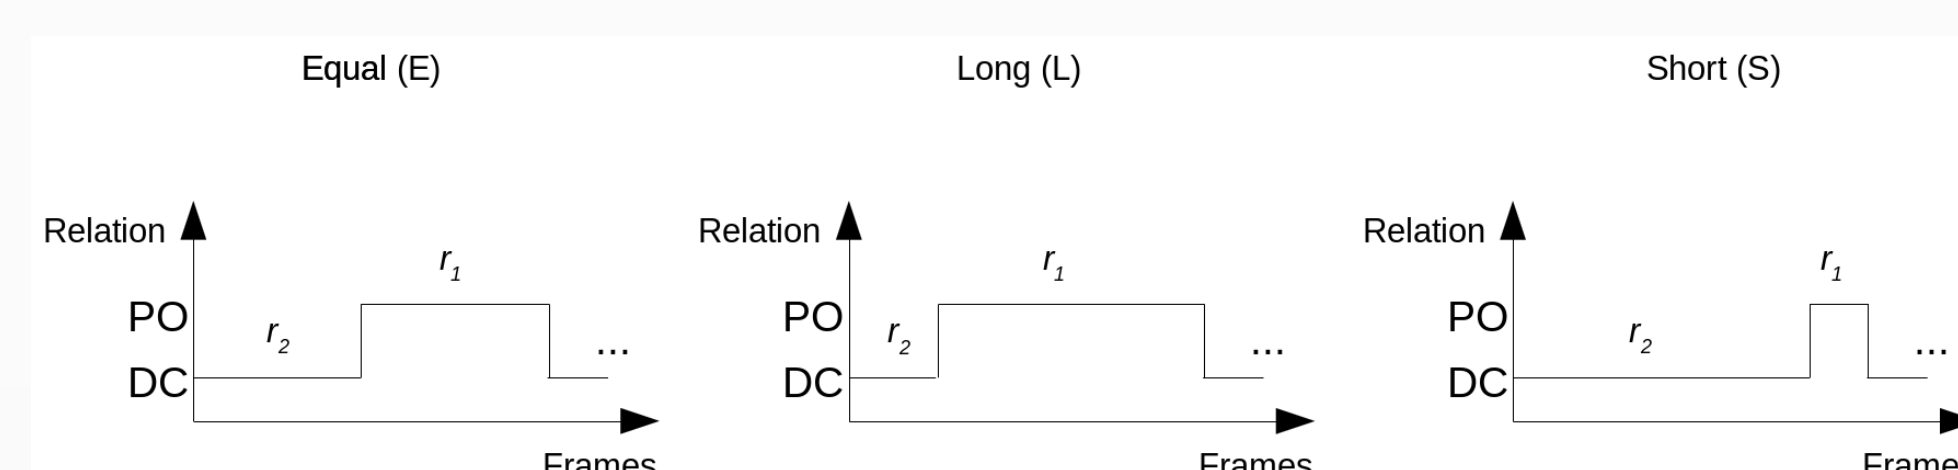 Equal (E)
Relation
r1
PO
r2
...
DC
Frames
Long (L)
Relation
r1
PO
r2
...
DC
Frames
Short (S)
Relation
r1
PO
r2
...
DC
Frame